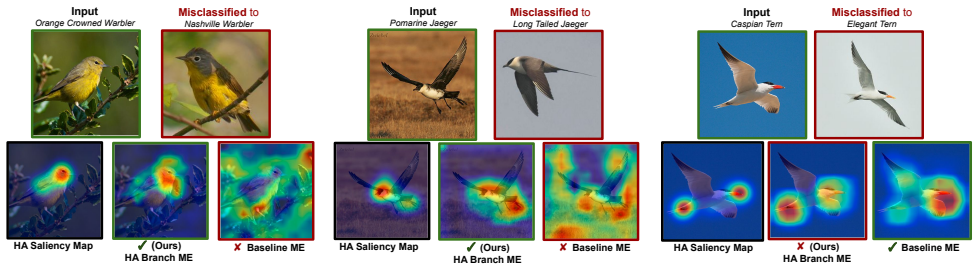 Input
Orange Crowned Warbler
Misclassified to
Nashville Warbler
HA Saliency Map
✓ (Ours)
HA Branch ME
✘ Baseline ME
Input
Pomarine Jaeger
Misclassified to
Long Tailed Jaeger
HA Saliency Map
✓ (Ours)
HA Branch ME
✘ Baseline ME
Input
Caspian Tern
Misclassified to
Elegant Tern
HA Saliency Map
✘ (Ours)
HA Branch ME
✓ Baseline ME